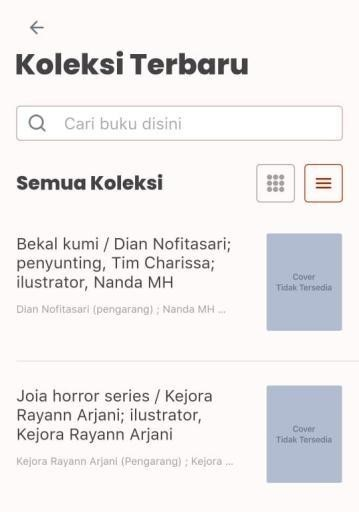 Koleksi Terbaru
Cari buku disini
Semua Koleksi
Bekal kumi / Dian Nofitasari;
penyunting, Tim Charissa;
ilustrator, Nanda MH
Dian Nofitasari (pengarang) ; Nanda MH ...
Cover
Tidak Tersedia
Joia horror series / Kejora
Rayann Arjani; ilustrator,
Kejora Rayann Arjani
Kejora Rayann Arjani (Pengarang) ; Kejora ...
Cover
Tidak Tersedia